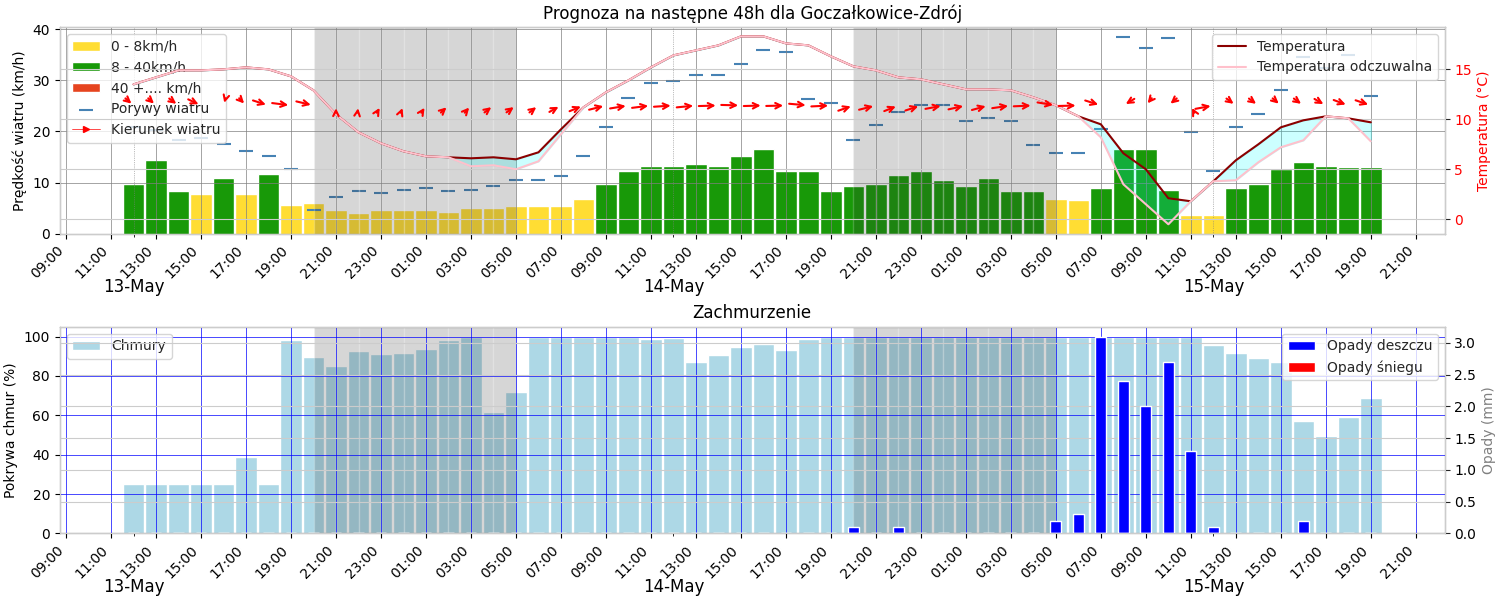 Prognoza na następne 48h dla Goczałkowice-Zdrój
Prędkość wiatru (km/h)
40
30
20
10
0
0 - 8km/h
8 - 40km/h
40 +.... km/h
Porywy wiatru
Kierunek wiatru
Temperatura
Temperatura odczuwalna
15
10
5
0
Temperatura (°C)
09:00 11:00 13:00 15:00 17:00 19:00 21:00 23:00 01:00 03:00 05:00 07:00 09:00 11:00 13:00 15:00 17:00 19:00 21:00 23:00 01:00 03:00 05:00 07:00 09:00 11:00 13:00 15:00 17:00 19:00 21:00
13-May 14-May 15-May
Zachmurzenie
Pokrywa chmur (%)
100
80
60
40
20
0
Chmury
Opady deszczu
Opady śniegu
3.0
2.5
2.0
1.5
1.0
0.5
0.0
Opady (mm)
09:00 11:00 13:00 15:00 17:00 19:00 21:00 23:00 01:00 03:00 05:00 07:00 09:00 11:00 13:00 15:00 17:00 19:00 21:00 23:00 01:00 03:00 05:00 07:00 09:00 11:00 13:00 15:00 17:00 19:00 21:00
13-May 14-May 15-May